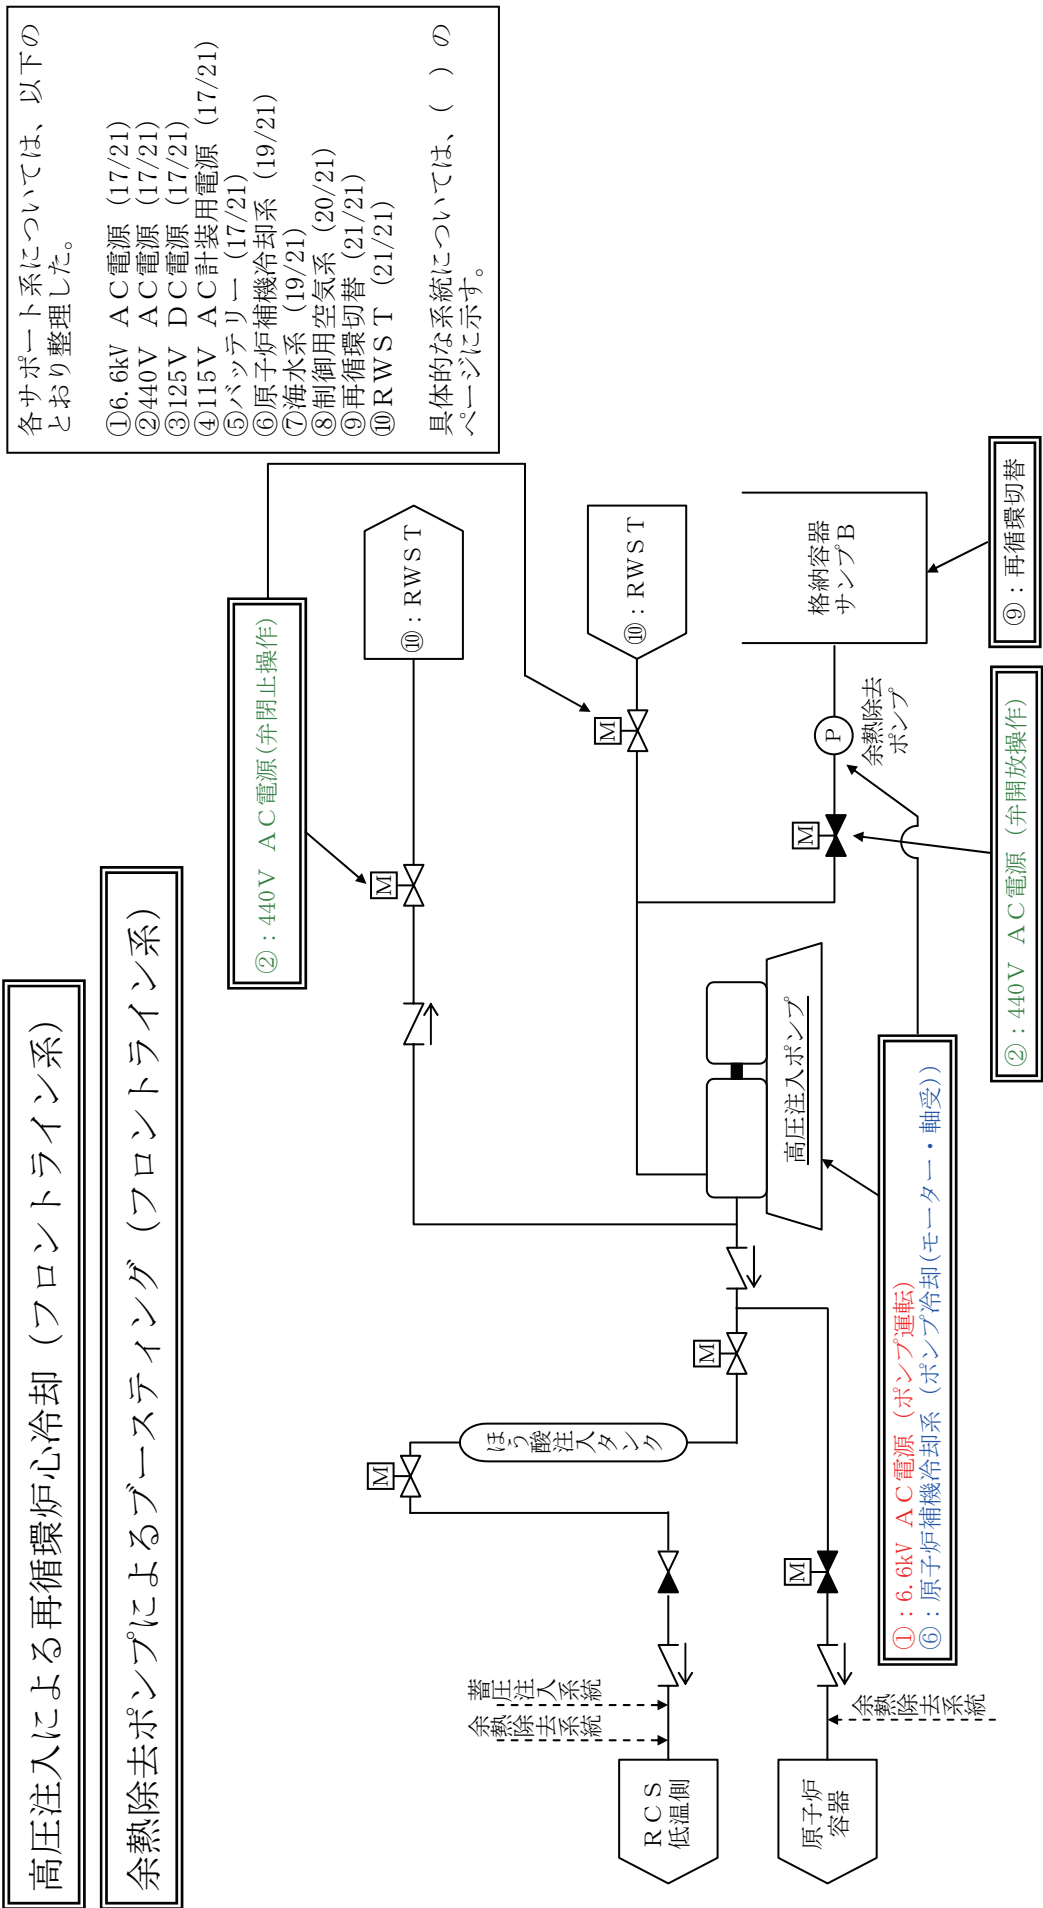 高圧注入による再循環炉心冷却（フロントライン系）
余熱除去ポンプによるブースティング（フロントライン系）
各サポート系については、以下の
とおり整理した。
①6.6kV ＡＣ電源（17/21）
②440Ｖ ＡＣ電源（17/21）
③125Ｖ ＤＣ電源（17/21）
④115Ｖ ＡＣ計装用電源（17/21）
⑤バッテリー（17/21）
⑥原子炉補機冷却系（19/21）
⑦海水系（19/21）
⑧制御用空気系（20/21）
⑨再循環切替（21/21）
⑩ＲＷＳＴ（21/21）
具体的な系統については、（ ）の
ページに示す。
②：440Ｖ ＡＣ電源(弁閉止操作)
⑩：RWST
M
M
⑩：RWST
格納容器
サンプB
⑨：再循環切替
P
余熱除去
ポンプ
M
②：440Ｖ ＡＣ電源（弁開放操作）
高圧注入ポンプ
①：6.6kV ＡＣ電源（ポンプ運転）
⑥：原子炉補機冷却系（ポンプ冷却(モーター・軸受)）
M
ほう酸注入タンク
M
M
蓄圧注入系統
余熱除去系統
余熱除去系統
ＲＣＳ
低温側
原子炉
容器